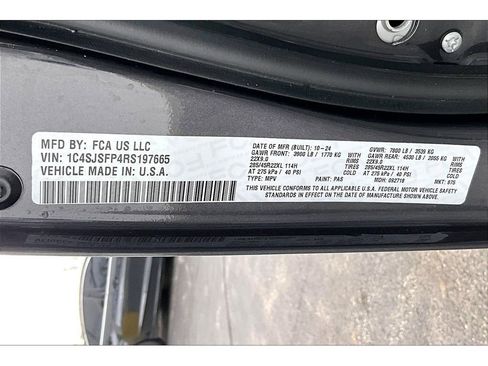 MFD BY: FCA US LLC
VIN: 1C4SJSFP4RS197665
VEHICLE MADE IN U.S.A.
DATE OF MFR (BUILT): 10-24 GVWR: 7800 LB / 3539 KG
GAWR FRONT: 3900 LB / 1770 KG WITH GAWR REAR: 4530 LB / 2055 KG WITH
22X9.0 RIMS 22X9.0 RIMS
285/45R22XL 114H TIRES 285/45R22XL 114H TIRES
AT 275 kPa / 40 PSI COLD AT 275 kPa / 40 PSI COLD
TYPE: MPV PAINT: PAS MDH: 092718 MKT: 875
THIS VEHICLE CONFORMS TO ALL APPLICABLE U.S.A. FEDERAL MOTOR VEHICLE SAFETY
STANDARDS IN EFFECT ON THE DATE OF MANUFACTURE SHOWN ABOVE.